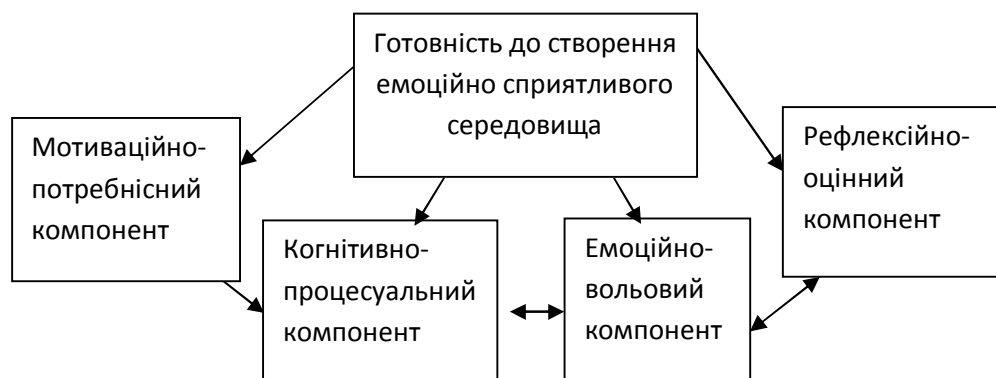 Готовність до створення
емоційно сприятливого
середовища
Мотиваційно-
потребнісний
компонент
Когнітивно-
процесуальний
компонент
Емоційно-
вольовий
компонент
Рефлексійно-
оцінний
компонент